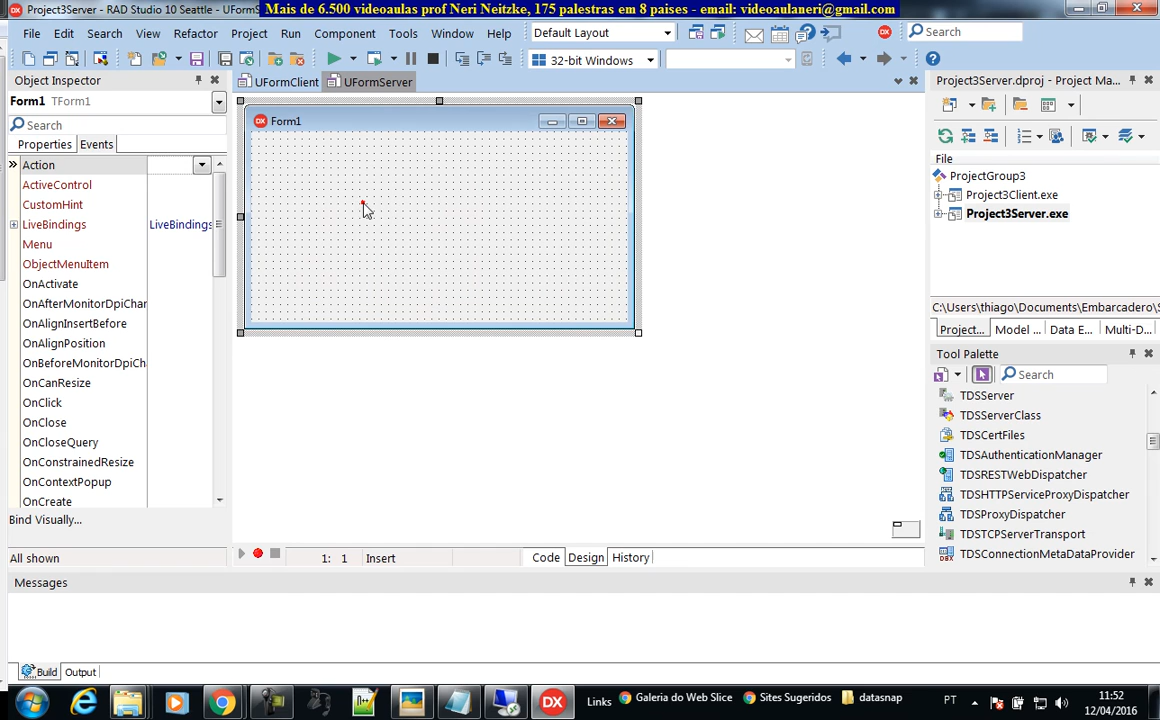 Project3Server - RAD Studio 10 Seattle - UFormS
Mais de 6.500 videoaulas prof Neri Neitzke, 175 palestras em 8 paises - email: videoaulaneri@gmail.com
File Edit Search View Refactor Project Run Component Tools Window Help
Default Layout
Search
32-bit Windows
Object Inspector
Form1 TForm1
Search
Properties Events
Action
ActiveControl
CustomHint
LiveBindings LiveBindings
Menu
ObjectMenuItem
OnActivate
OnAfterMonitorDpiChar
OnAlignInsertBefore
OnAlignPosition
OnBeforeMonitorDpiCh
OnCanResize
OnClick
OnClose
OnCloseQuery
OnConstrainedResize
OnContextPopup
OnCreate
Bind Visually...
All shown
UFormClient UFormServer
Form1
1: 1 Insert
Code Design History
Project3Server.dproj - Project Ma...
File
ProjectGroup3
Project3Client.exe
Project3Server.exe
C:\Users\thiago\Documents\Embarcadero\S
Project... Model ... Data E... Multi-D...
Tool Palette
Search
TDSServer
TDSServerClass
TDSCertFiles
TDSAuthenticationManager
TDSRESTWebDispatcher
TDSHTTPServiceProxyDispatcher
TDSProxyDispatcher
TDSTCPServerTransport
TDSConnectionMetaDataProvider
Messages
Build Output
Links Galeria do Web Slice Sites Sugeridos datasnap PT
11:52
12/04/2016